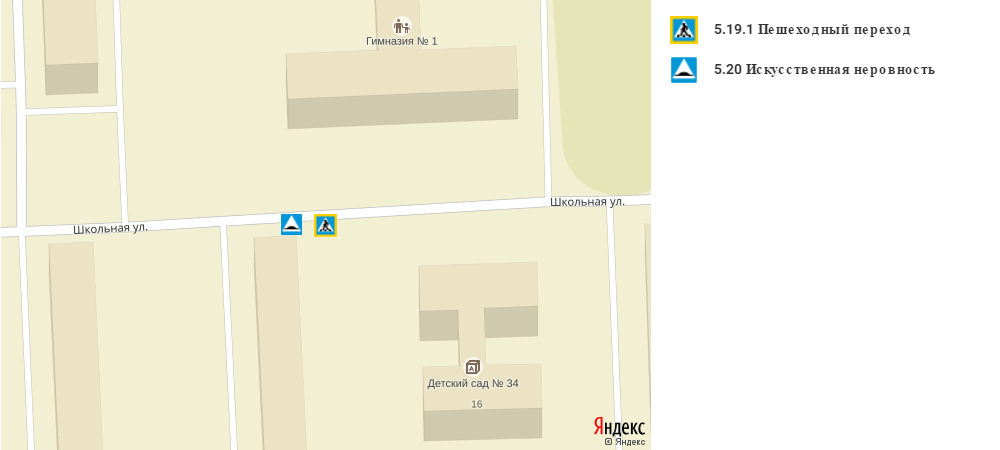 Гимназия № 1
5.19.1 Пешеходный переход
5.20 Искусственная неровность
Школьная ул.
Школьная ул.
Детский сад № 34
16
Яндекс
© Яндекс